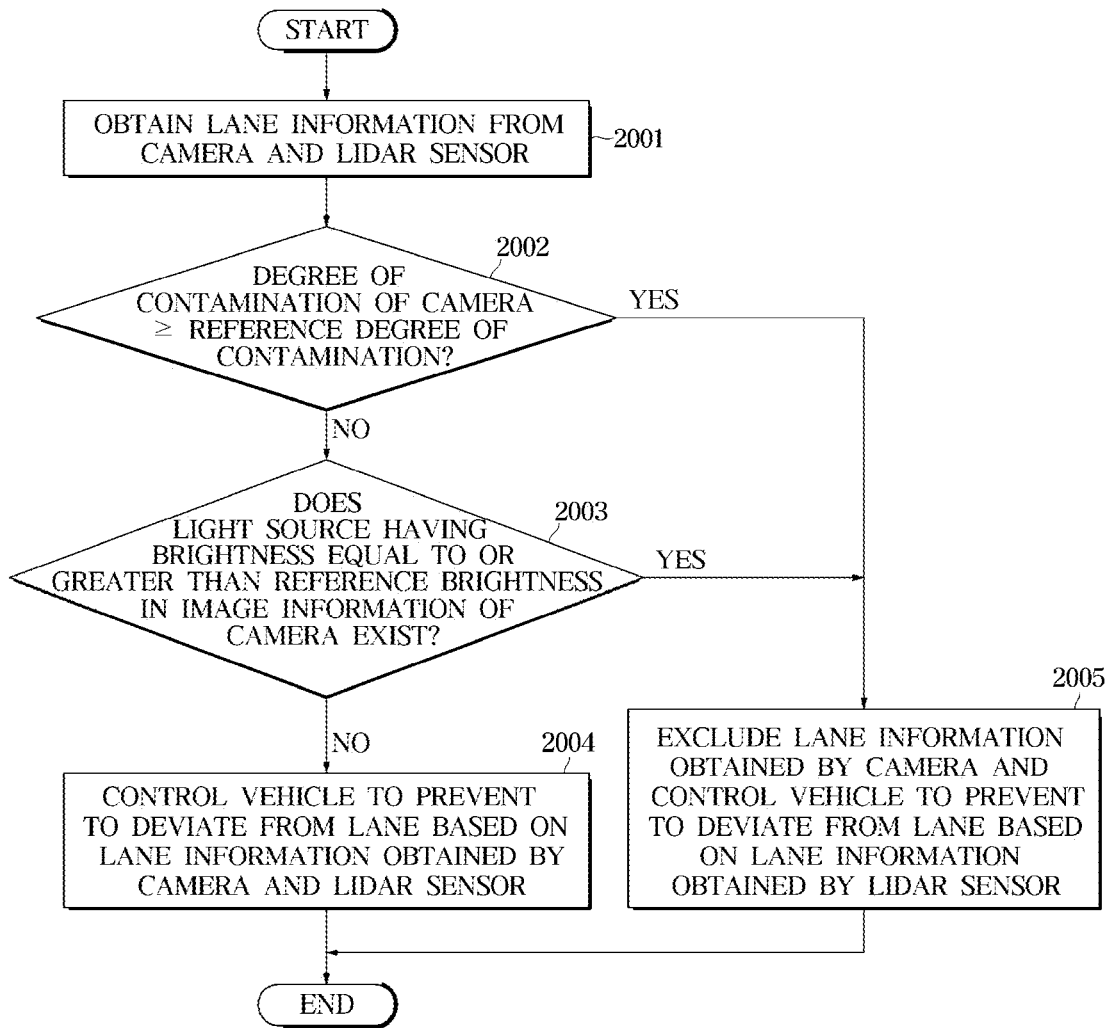 START
OBTAIN LANE INFORMATION FROM
CAMERA AND LIDAR SENSOR
2001
2002
DEGREE OF
CONTAMINATION OF CAMERA
≥ REFERENCE DEGREE OF
CONTAMINATION?
YES
NO
DOES
LIGHT SOURCE HAVING
BRIGHTNESS EQUAL TO OR
GREATER THAN REFERENCE BRIGHTNESS
IN IMAGE INFORMATION OF
CAMERA EXIST?
2003
YES
NO
2004
CONTROL VEHICLE TO PREVENT
TO DEVIATE FROM LANE BASED ON
LANE INFORMATION OBTAINED BY
CAMERA AND LIDAR SENSOR
2005
EXCLUDE LANE INFORMATION
OBTAINED BY CAMERA AND
CONTROL VEHICLE TO PREVENT
TO DEVIATE FROM LANE BASED
ON LANE INFORMATION
OBTAINED BY LIDAR SENSOR
END